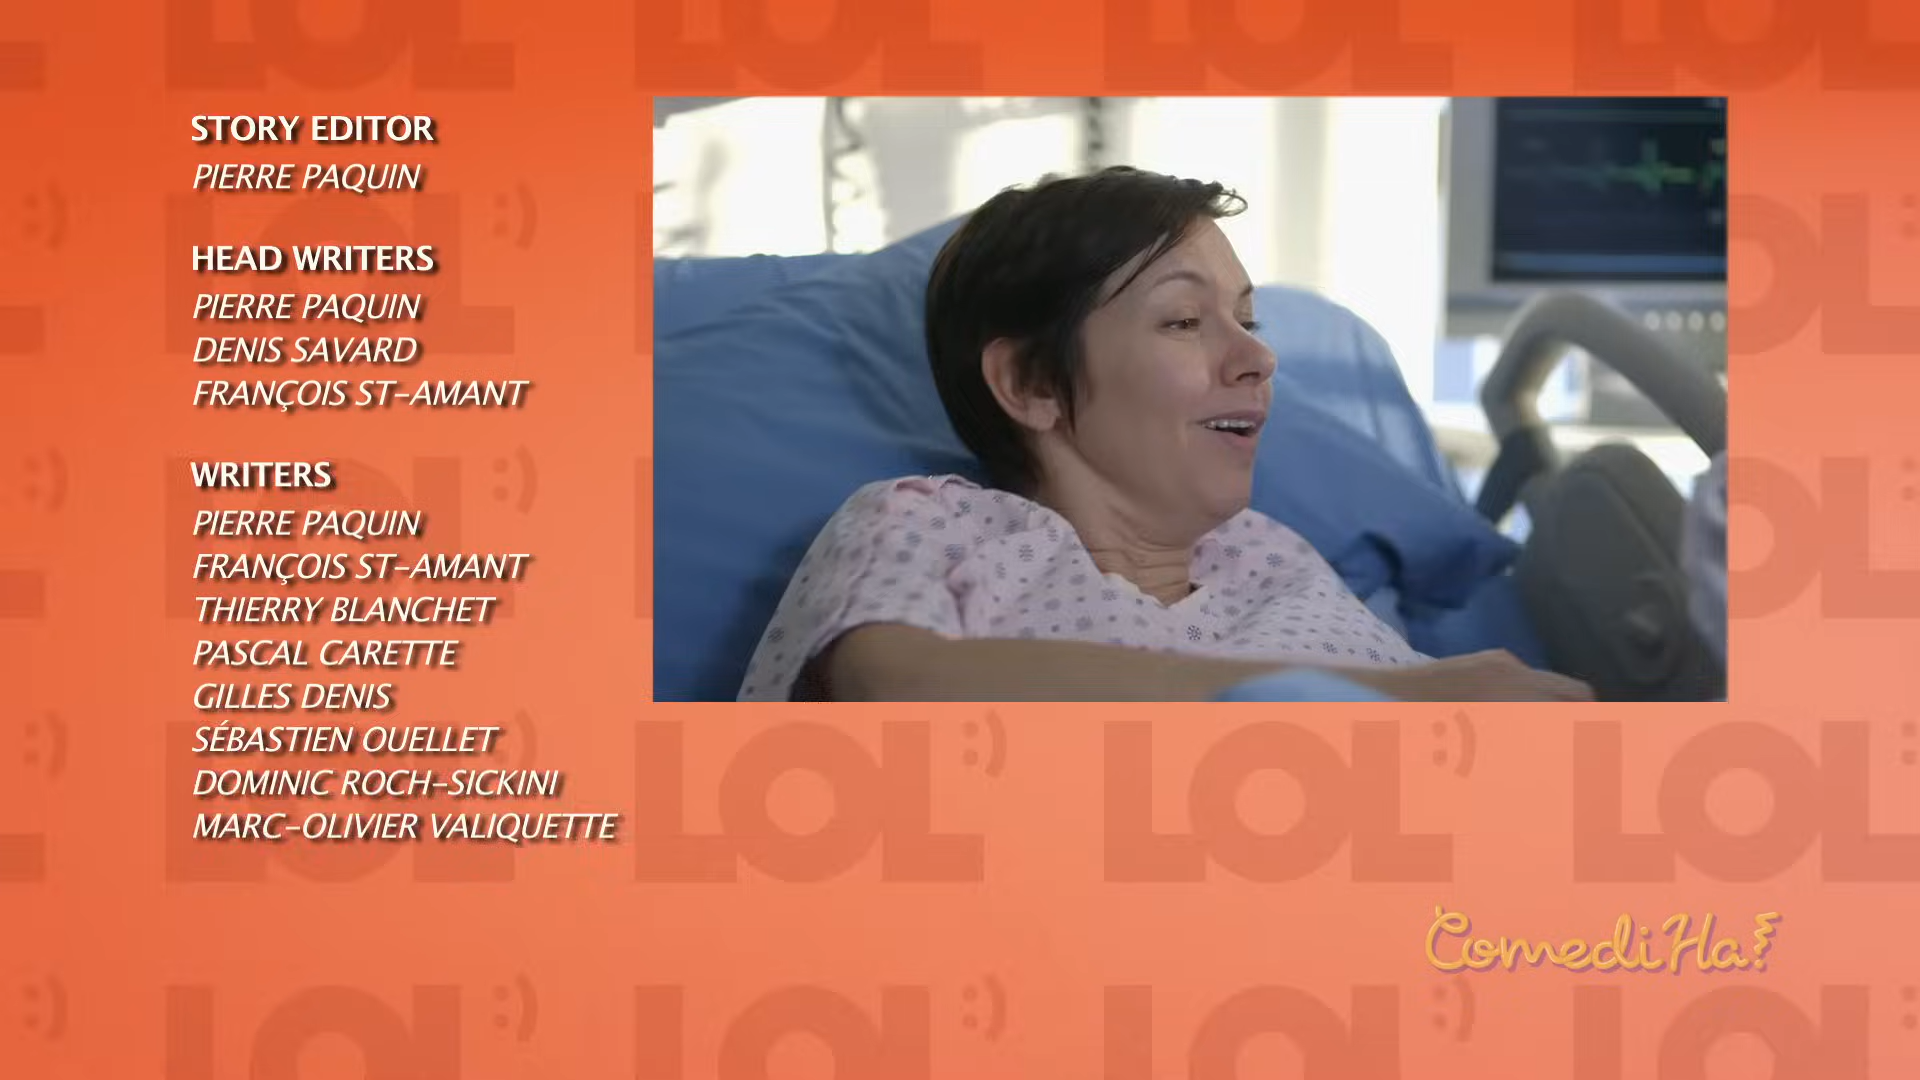 STORY EDITOR
PIERRE PAQUIN
HEAD WRITERS
PIERRE PAQUIN
DENIS SAVARD
FRANÇOIS ST-AMANT
WRITERS
PIERRE PAQUIN
FRANÇOIS ST-AMANT
THIERRY BLANCHET
PASCAL CARETTE
GILLES DENIS
SÉBASTIEN OUELLET
DOMINIC ROCH-SICKINI
MARC-OLIVIER VALIQUETTE
LOL:)
ComediHa!